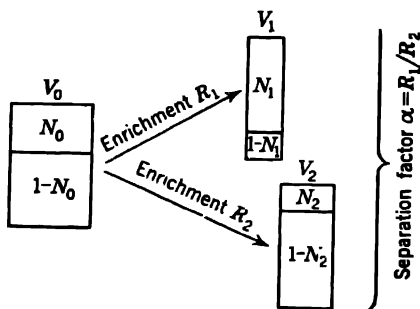 V₀
N₀
1-N₀
Enrichment R₁
Enrichment R₂
V₁
N₁
1-N₁
V₂
N₂
1-N₂
Separation factor α=R₁/R₂